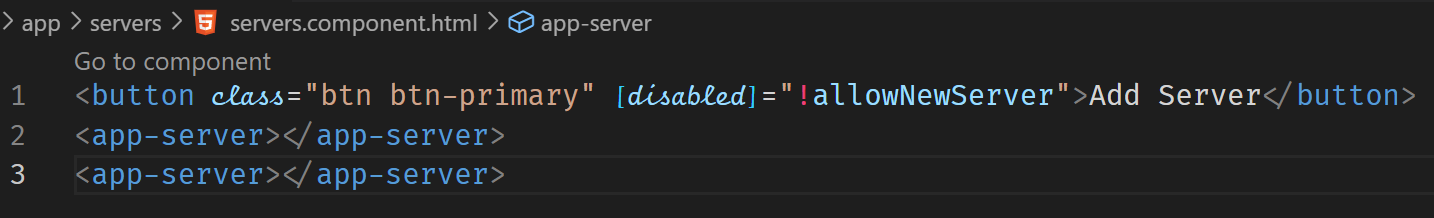 > app > servers > servers.component.html > app-server
Go to component
1 <button class="btn btn-primary" [disabled]="!allowNewServer">Add Server</button>
2 <app-server></app-server>
3 <app-server></app-server>